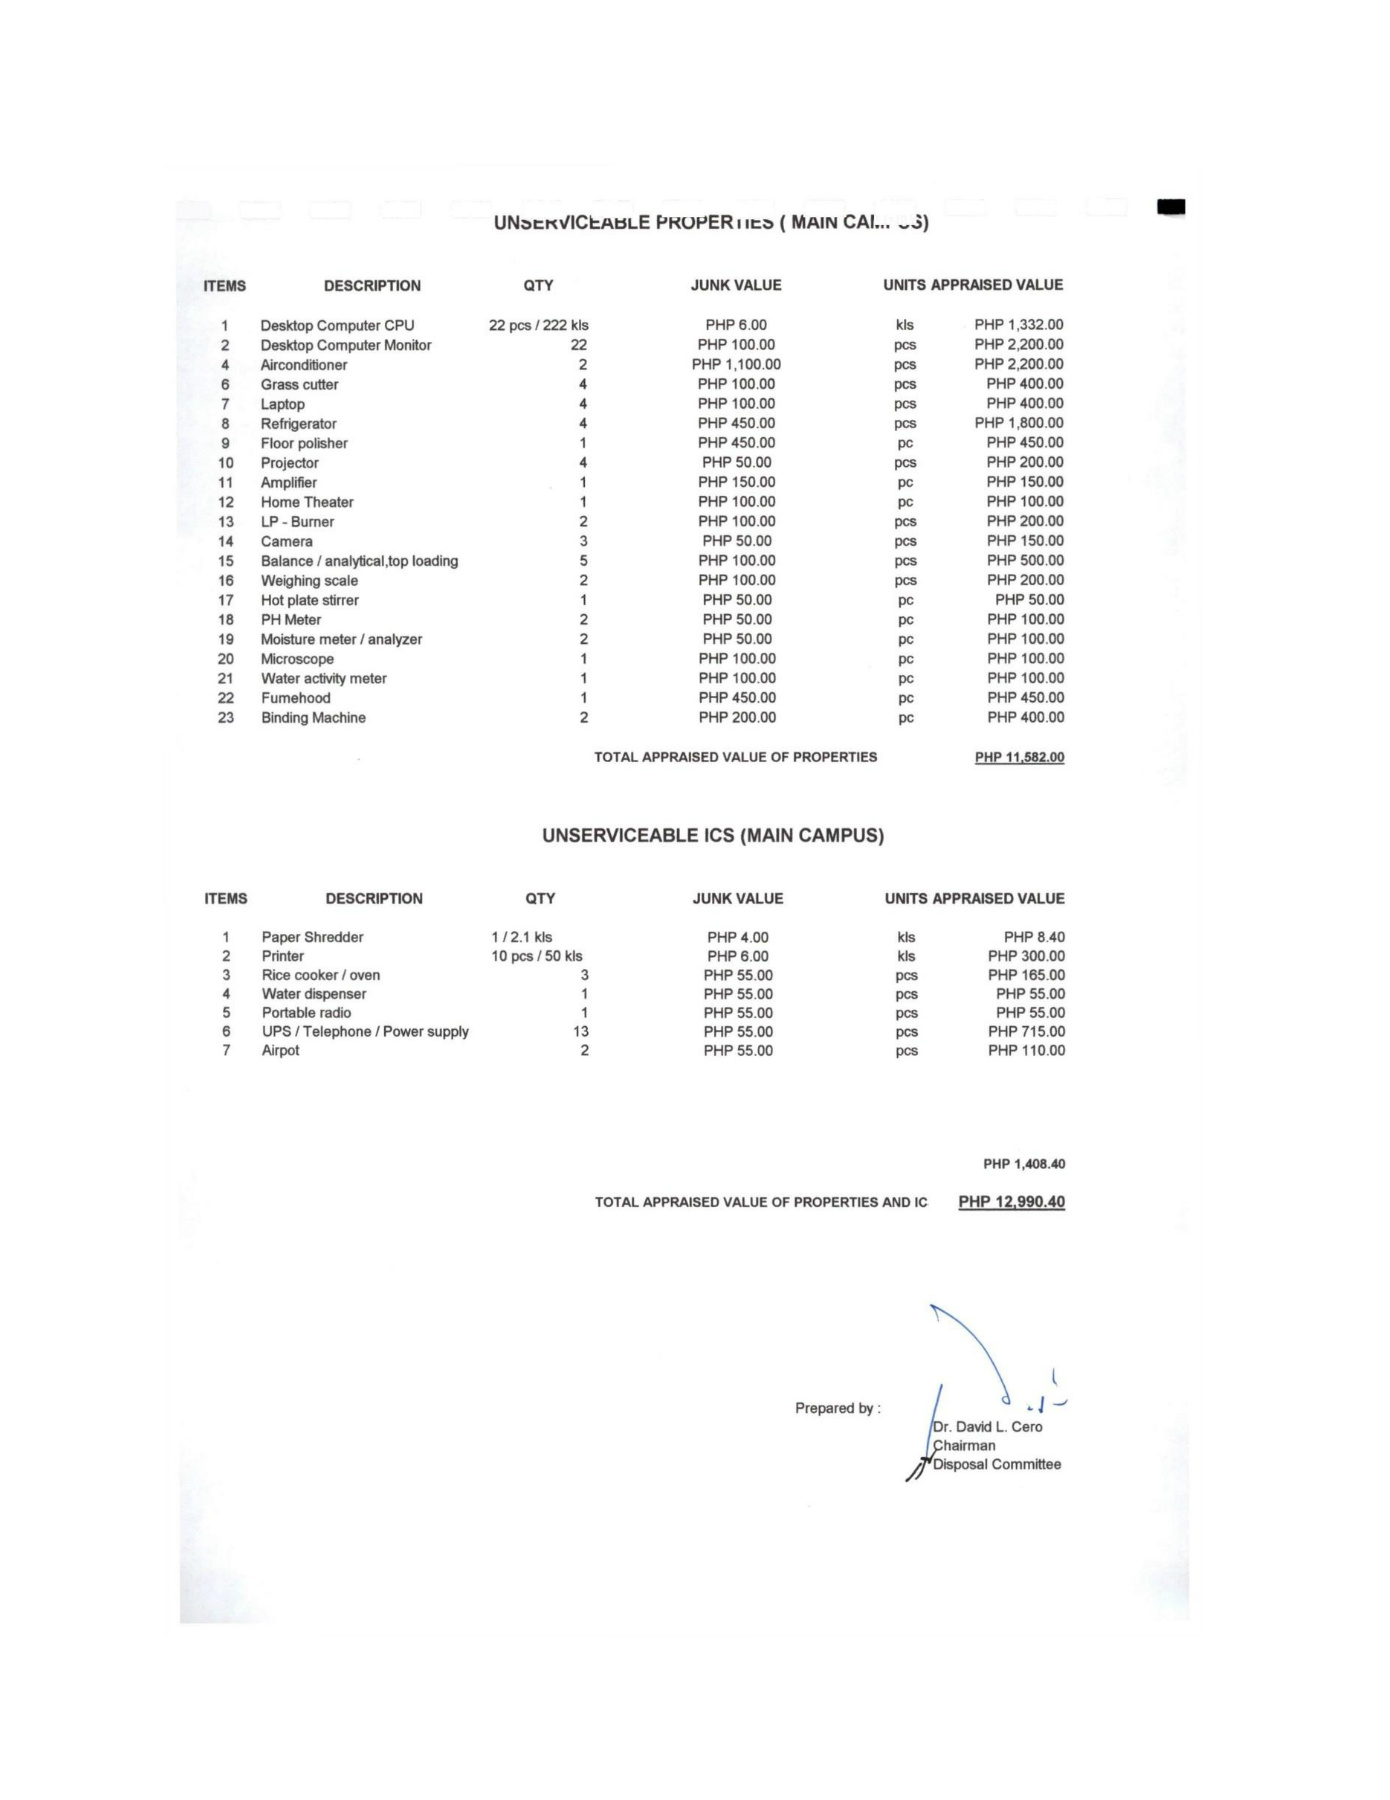 UNSERVICEABLE PROPERTIES ( MAIN CAMPUS)
ITEMS DESCRIPTION QTY JUNK VALUE UNITS APPRAISED VALUE
1 Desktop Computer CPU 22 pcs / 222 kls PHP 6.00 kls PHP 1,332.00
2 Desktop Computer Monitor 22 PHP 100.00 pcs PHP 2,200.00
4 Airconditioner 2 PHP 1,100.00 pcs PHP 2,200.00
6 Grass cutter 4 PHP 100.00 pcs PHP 400.00
7 Laptop 4 PHP 100.00 pcs PHP 400.00
8 Refrigerator 4 PHP 450.00 pcs PHP 1,800.00
9 Floor polisher 1 PHP 450.00 pc PHP 450.00
10 Projector 4 PHP 50.00 pcs PHP 200.00
11 Amplifier 1 PHP 150.00 pc PHP 150.00
12 Home Theater 1 PHP 100.00 pc PHP 100.00
13 LP - Burner 2 PHP 100.00 pcs PHP 200.00
14 Camera 3 PHP 50.00 pcs PHP 150.00
15 Balance / analytical,top loading 5 PHP 100.00 pcs PHP 500.00
16 Weighing scale 2 PHP 100.00 pcs PHP 200.00
17 Hot plate stirrer 1 PHP 50.00 pc PHP 50.00
18 PH Meter 2 PHP 50.00 pc PHP 100.00
19 Moisture meter / analyzer 2 PHP 50.00 pc PHP 100.00
20 Microscope 1 PHP 100.00 pc PHP 100.00
21 Water activity meter 1 PHP 100.00 pc PHP 100.00
22 Fumehood 1 PHP 450.00 pc PHP 450.00
23 Binding Machine 2 PHP 200.00 pc PHP 400.00
TOTAL APPRAISED VALUE OF PROPERTIES PHP 11,582.00
UNSERVICEABLE ICS (MAIN CAMPUS)
ITEMS DESCRIPTION QTY JUNK VALUE UNITS APPRAISED VALUE
1 Paper Shredder 1 / 2.1 kls PHP 4.00 kls PHP 8.40
2 Printer 10 pcs / 50 kls PHP 6.00 kls PHP 300.00
3 Rice cooker / oven 3 PHP 55.00 pcs PHP 165.00
4 Water dispenser 1 PHP 55.00 pcs PHP 55.00
5 Portable radio 1 PHP 55.00 pcs PHP 55.00
6 UPS / Telephone / Power supply 13 PHP 55.00 pcs PHP 715.00
7 Airpot 2 PHP 55.00 pcs PHP 110.00
PHP 1,408.40
TOTAL APPRAISED VALUE OF PROPERTIES AND IC PHP 12,990.40
Prepared by :
Dr. David L. Cero
Chairman
Disposal Committee